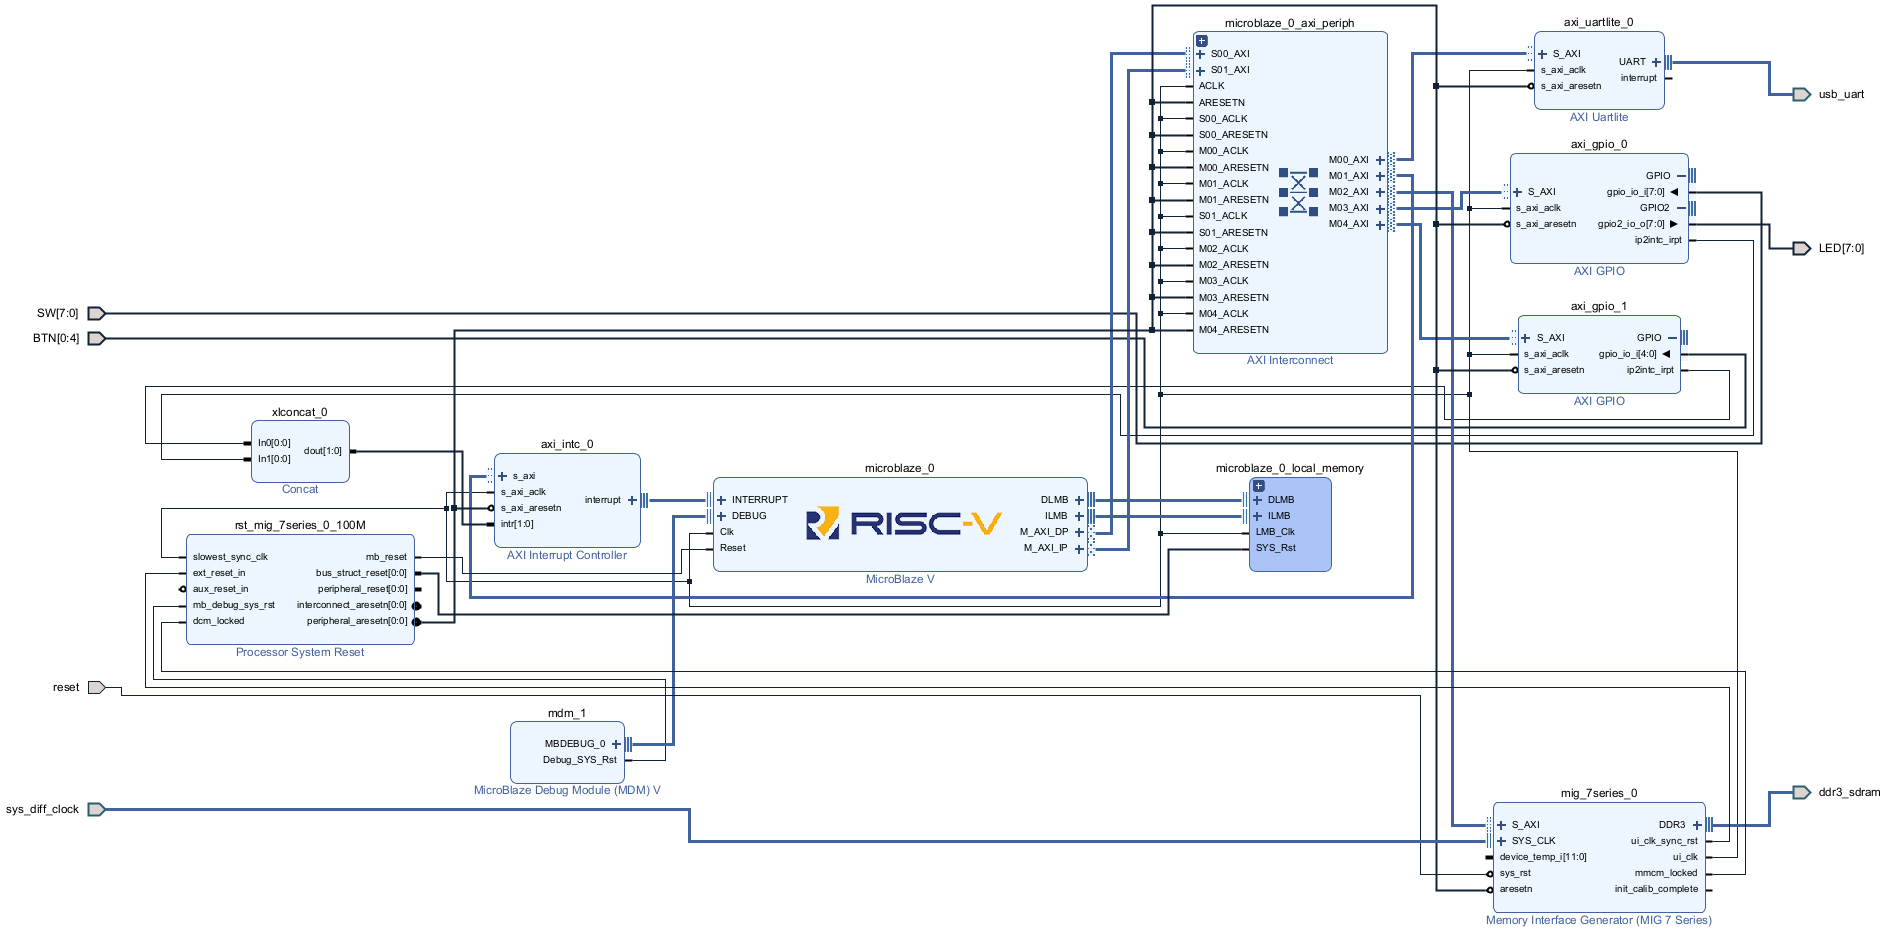 microblaze_0_axi_periph
S00_AXI
S01_AXI
ACLK
ARESETN
S00_ACLK
S00_ARESETN
M00_ACLK
M00_ARESETN
M01_ACLK
M01_ARESETN
S01_ACLK
S01_ARESETN
M02_ACLK
M02_ARESETN
M03_ACLK
M03_ARESETN
M04_ACLK
M04_ARESETN
M00_AXI
M01_AXI
M02_AXI
M03_AXI
M04_AXI
AXI Interconnect
axi_uartlite_0
S_AXI
s_axi_aclk
s_axi_aresetn
UART
interrupt
AXI Uartlite
usb_uart
axi_gpio_0
S_AXI
s_axi_aclk
s_axi_aresetn
GPIO
gpio_io_i[7:0]
GPIO2
gpio2_io_o[7:0]
ip2intc_irpt
AXI GPIO
LED[7:0]
axi_gpio_1
S_AXI
s_axi_aclk
s_axi_aresetn
GPIO
gpio_io_i[4:0]
ip2intc_irpt
AXI GPIO
SW[7:0]
BTN[0:4]
xlconcat_0
In0[0:0]
In1[0:0]
dout[1:0]
Concat
axi_intc_0
s_axi
s_axi_aclk
s_axi_aresetn
intr[1:0]
interrupt
AXI Interrupt Controller
microblaze_0
INTERRUPT
DEBUG
Clk
Reset
RISC-V
DLMB
ILMB
M_AXI_DP
M_AXI_IP
MicroBlaze V
microblaze_0_local_memory
DLMB
ILMB
LMB_Clk
SYS_Rst
rst_mig_7series_0_100M
slowest_sync_clk
ext_reset_in
aux_reset_in
mb_debug_sys_rst
dcm_locked
mb_reset
bus_struct_reset[0:0]
peripheral_reset[0:0]
interconnect_aresetn[0:0]
peripheral_aresetn[0:0]
Processor System Reset
reset
mdm_1
MBDEBUG_0
Debug_SYS_Rst
MicroBlaze Debug Module (MDM) V
sys_diff_clock
mig_7series_0
S_AXI
SYS_CLK
device_temp_i[11:0]
sys_rst
aresetn
DDR3
ui_clk_sync_rst
ui_clk
mmcm_locked
init_calib_complete
Memory Interface Generator (MIG 7 Series)
ddr3_sdram